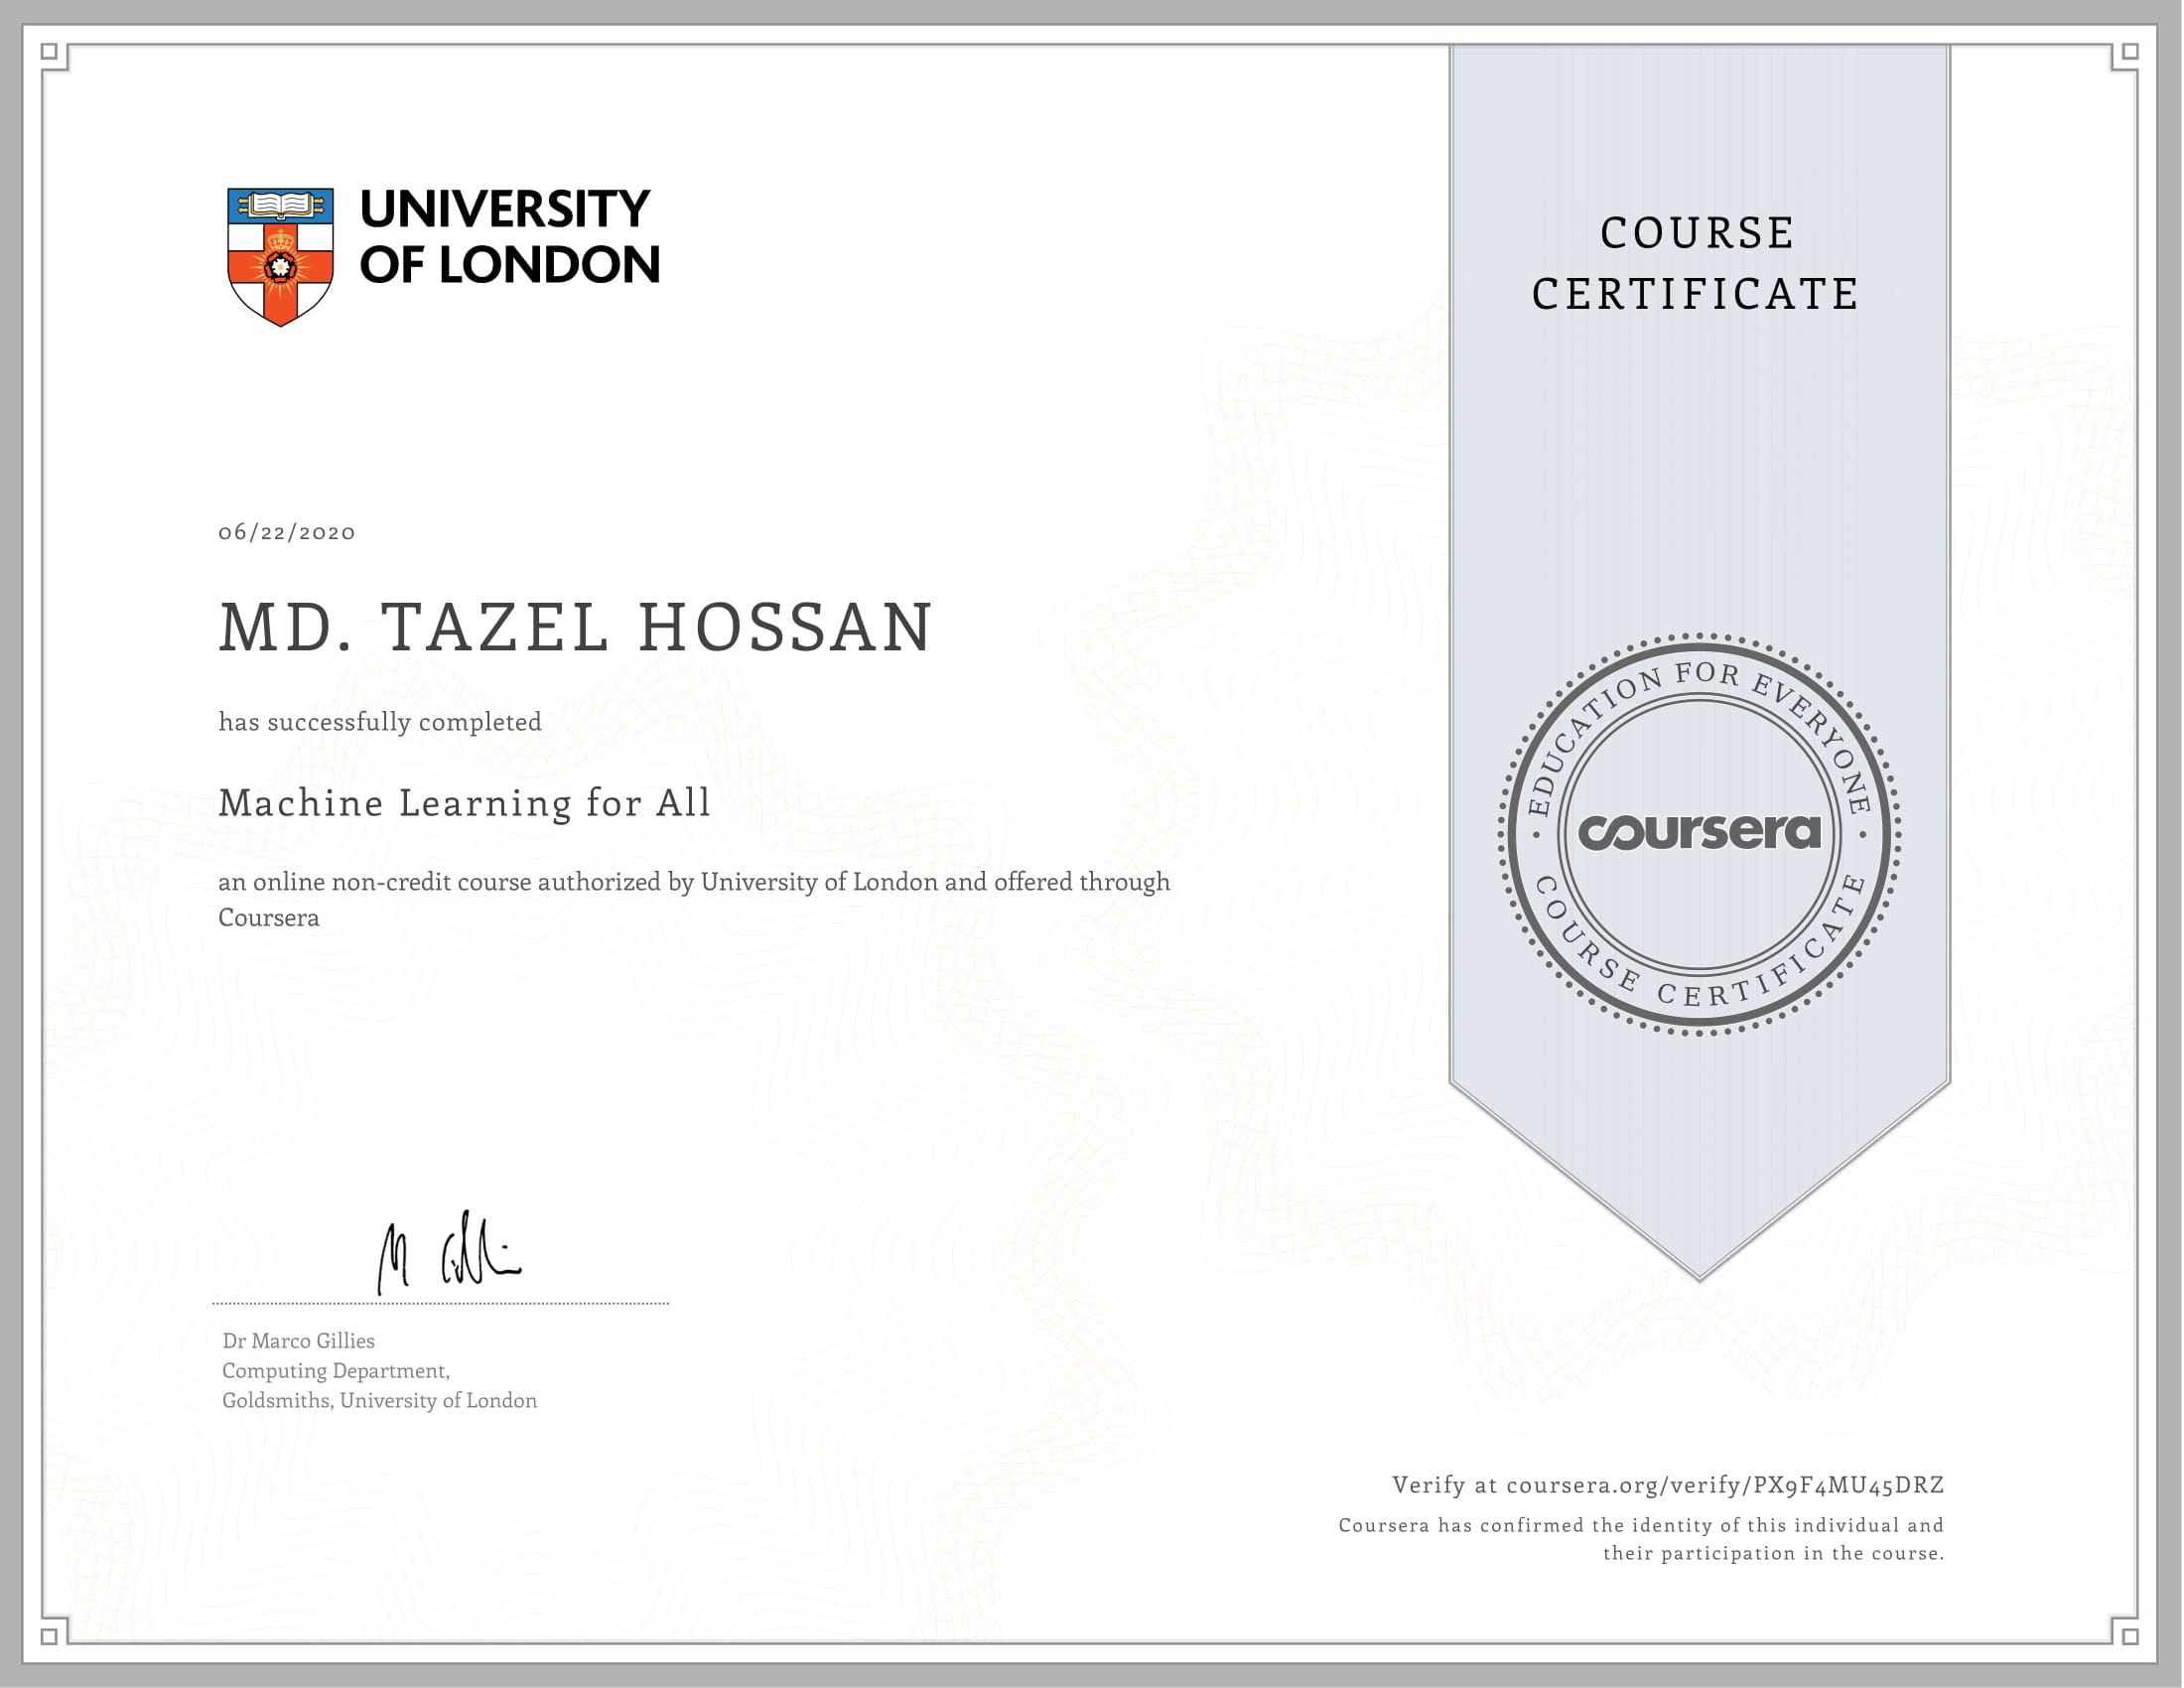 UNIVERSITY
OF LONDON
COURSE
CERTIFICATE
06/22/2020
MD. TAZEL HOSSAN
has successfully completed
Machine Learning for All
an online non-credit course authorized by University of London and offered through
Coursera
EDUCATION FOR EVERYONE
coursera
COURSE CERTIFICATE
M Gillies
Dr Marco Gillies
Computing Department,
Goldsmiths, University of London
Verify at coursera.org/verify/PX9F4MU45DRZ
Coursera has confirmed the identity of this individual and
their participation in the course.